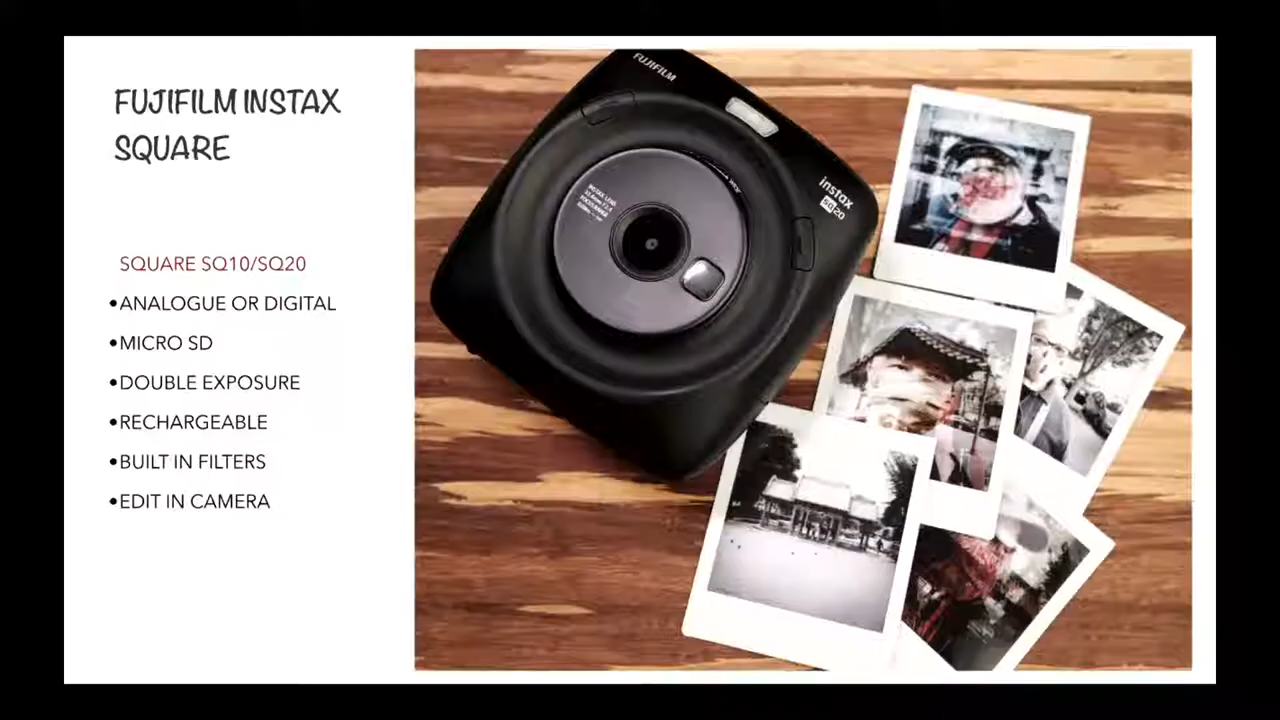 FUJIFILM INSTAX
SQUARE
SQUARE SQ10/SQ20
•ANALOGUE OR DIGITAL
•MICRO SD
•DOUBLE EXPOSURE
•RECHARGEABLE
•BUILT IN FILTERS
•EDIT IN CAMERA
FUJIFILM
instax
SQ20